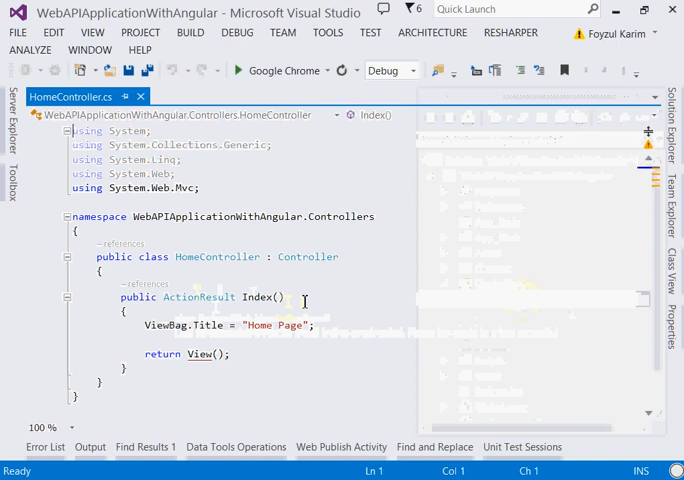 WebAPIApplicationWithAngular - Microsoft Visual Studio
6
Quick Launch
FILE EDIT VIEW PROJECT BUILD DEBUG TEAM TOOLS TEST ARCHITECTURE RESHARPER
Foyzul Karim
ANALYZE WINDOW HELP
Google Chrome
Debug
HomeController.cs
WebAPIApplicationWithAngular.Controllers.HomeController
Index()
Server Explorer
Toolbox
Solution Explorer
Team Explorer
Class View
Properties
using System;
using System.Collections.Generic;
using System.Linq;
using System.Web;
using System.Web.Mvc;
namespace WebAPIApplicationWithAngular.Controllers
{
– references
public class HomeController : Controller
{
– references
public ActionResult Index()
{
ViewBag.Title = "Home Page";
return View();
}
}
}
100 %
Error List Output Find Results 1 Data Tools Operations Web Publish Activity Find and Replace Unit Test Sessions
Ready Ln 1 Col 1 Ch 1 INS